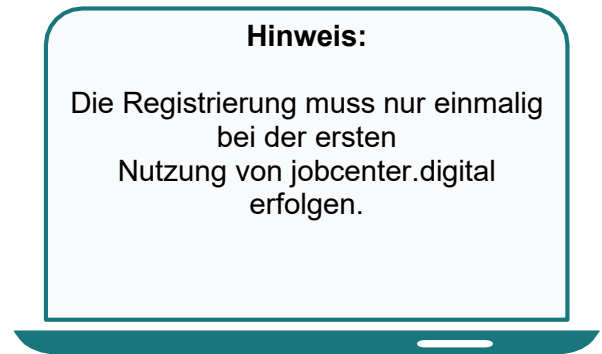 Hinweis:
Die Registrierung muss nur einmalig
bei der ersten
Nutzung von jobcenter.digital
erfolgen.